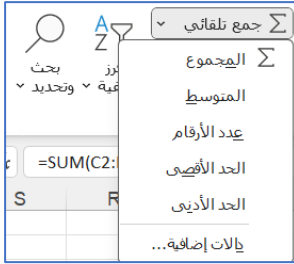 جمع تلقائي
المجموع
المتوسط
عدد الأرقام
الحد الأقصى
الحد الأدنى
دالات إضافية...
بحث
وتحديد
=SUM(C2:
S
R